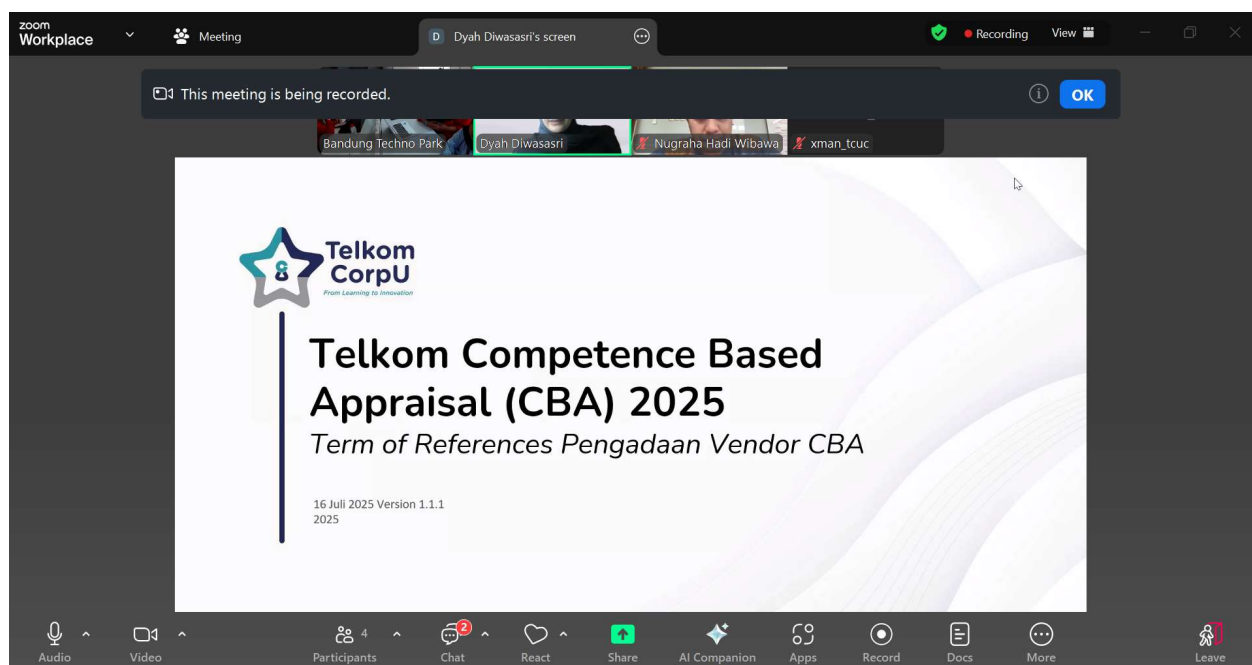 zoom
Workplace
Meeting
D Dyah Diwasasri's screen
Recording
View
This meeting is being recorded.
OK
Bandung Techno Park
Dyah Diwasasri
Nugraha Hadi Wibawa
xman_tcuc
Telkom
CorpU
From Learning to Innovation
Telkom Competence Based
Appraisal (CBA) 2025
Term of References Pengadaan Vendor CBA
16 Juli 2025 Version 1.1.1
2025
Audio
Video
4
Participants
2
Chat
React
Share
AI Companion
Apps
Record
Docs
More
Leave